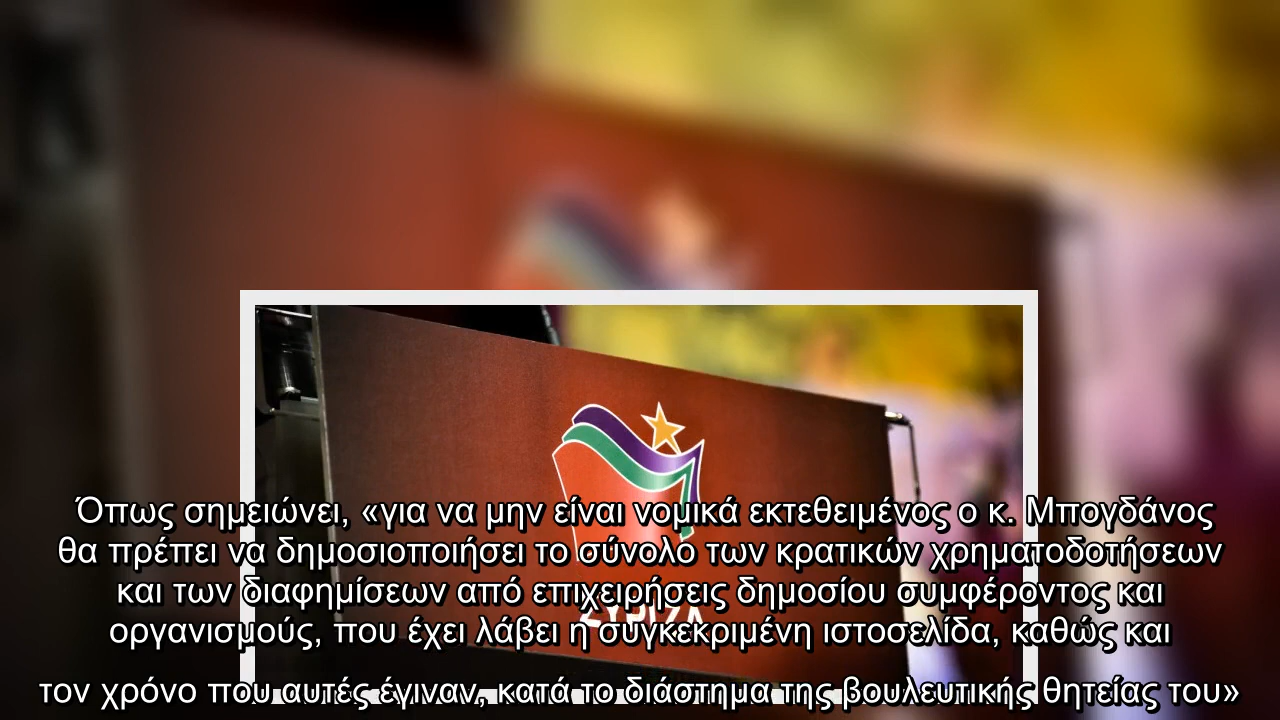 Όπως σημειώνει, «για να μην είναι νομικά εκτεθειμένος ο κ. Μπογδάνος
θα πρέπει να δημοσιοποιήσει το σύνολο των κρατικών χρηματοδοτήσεων
και των διαφημίσεων από επιχειρήσεις δημοσίου συμφέροντος και
ΣΥΡΙΖΑ
οργανισμούς, που έχει λάβει η συγκεκριμένη ιστοσελίδα, καθώς και
τον χρόνο που αυτές έγιναν, κατά το διάστημα της βουλευτικής θητείας του»